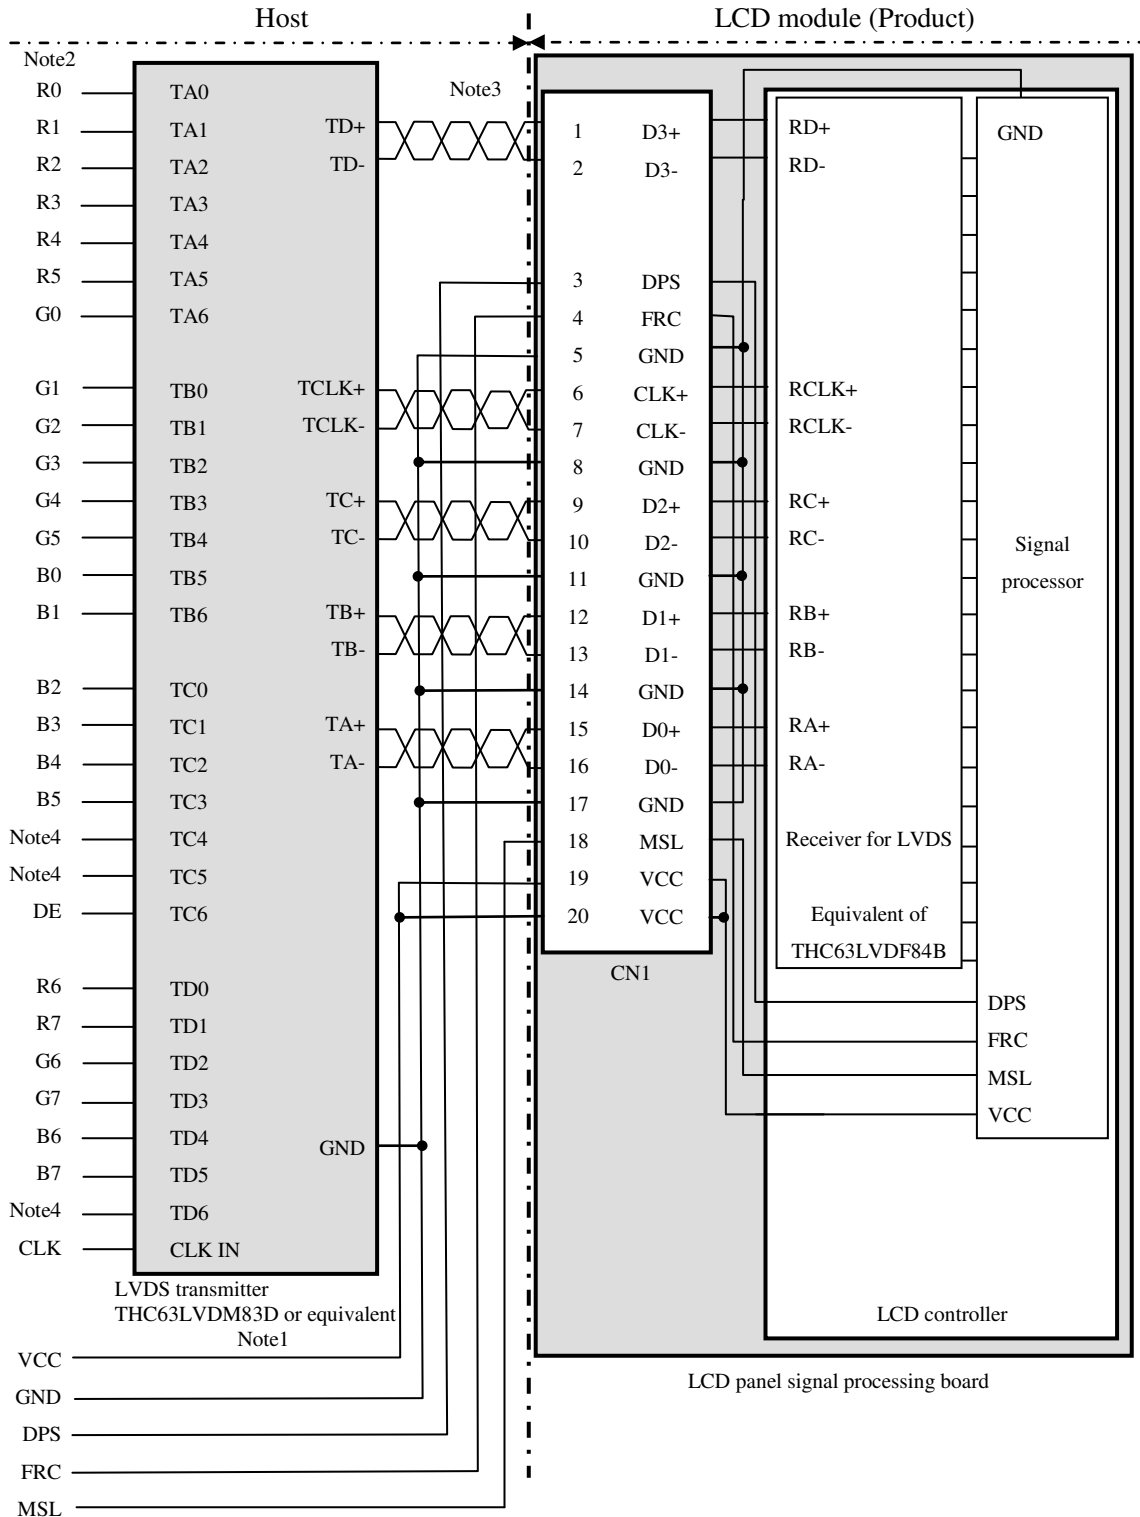 Host
LCD module (Product)
Note2
R0
R1
R2
R3
R4
R5
G0
G1
G2
G3
G4
G5
B0
B1
B2
B3
B4
B5
Note4
Note4
DE
R6
R7
G6
G7
B6
B7
Note4
CLK
TA0
TA1
TA2
TA3
TA4
TA5
TA6
TB0
TB1
TB2
TB3
TB4
TB5
TB6
TC0
TC1
TC2
TC3
TC4
TC5
TC6
TD0
TD1
TD2
TD3
TD4
TD5
TD6
CLK IN
TD+
TD-
TCLK+
TCLK-
TC+
TC-
TB+
TB-
TA+
TA-
GND
Note3
LVDS transmitter
THC63LVDM83D or equivalent
Note1
VCC
GND
DPS
FRC
MSL
1 D3+
2 D3-
3 DPS
4 FRC
5 GND
6 CLK+
7 CLK-
8 GND
9 D2+
10 D2-
11 GND
12 D1+
13 D1-
14 GND
15 D0+
16 D0-
17 GND
18 MSL
19 VCC
20 VCC
CN1
RD+
RD-
RCLK+
RCLK-
RC+
RC-
RB+
RB-
RA+
RA-
Receiver for LVDS
Equivalent of
THC63LVDF84B
GND
Signal
processor
DPS
FRC
MSL
VCC
LCD controller
LCD panel signal processing board